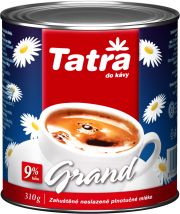 Tatra
do kávy
9%
tuku
Grand
310g
Zahuštěné neslazené plnotučné mléko